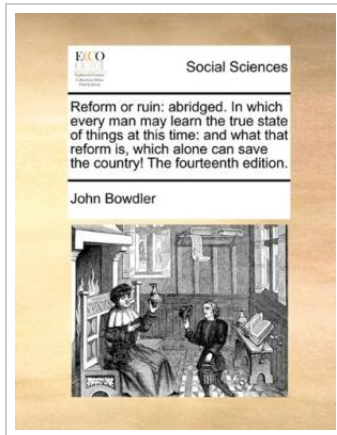 ECCO
Social Sciences
Reform or ruin: abridged. In which
every man may learn the true state
of things at this time: and what that
reform is, which alone can save
the country! The fourteenth edition.
John Bowdler